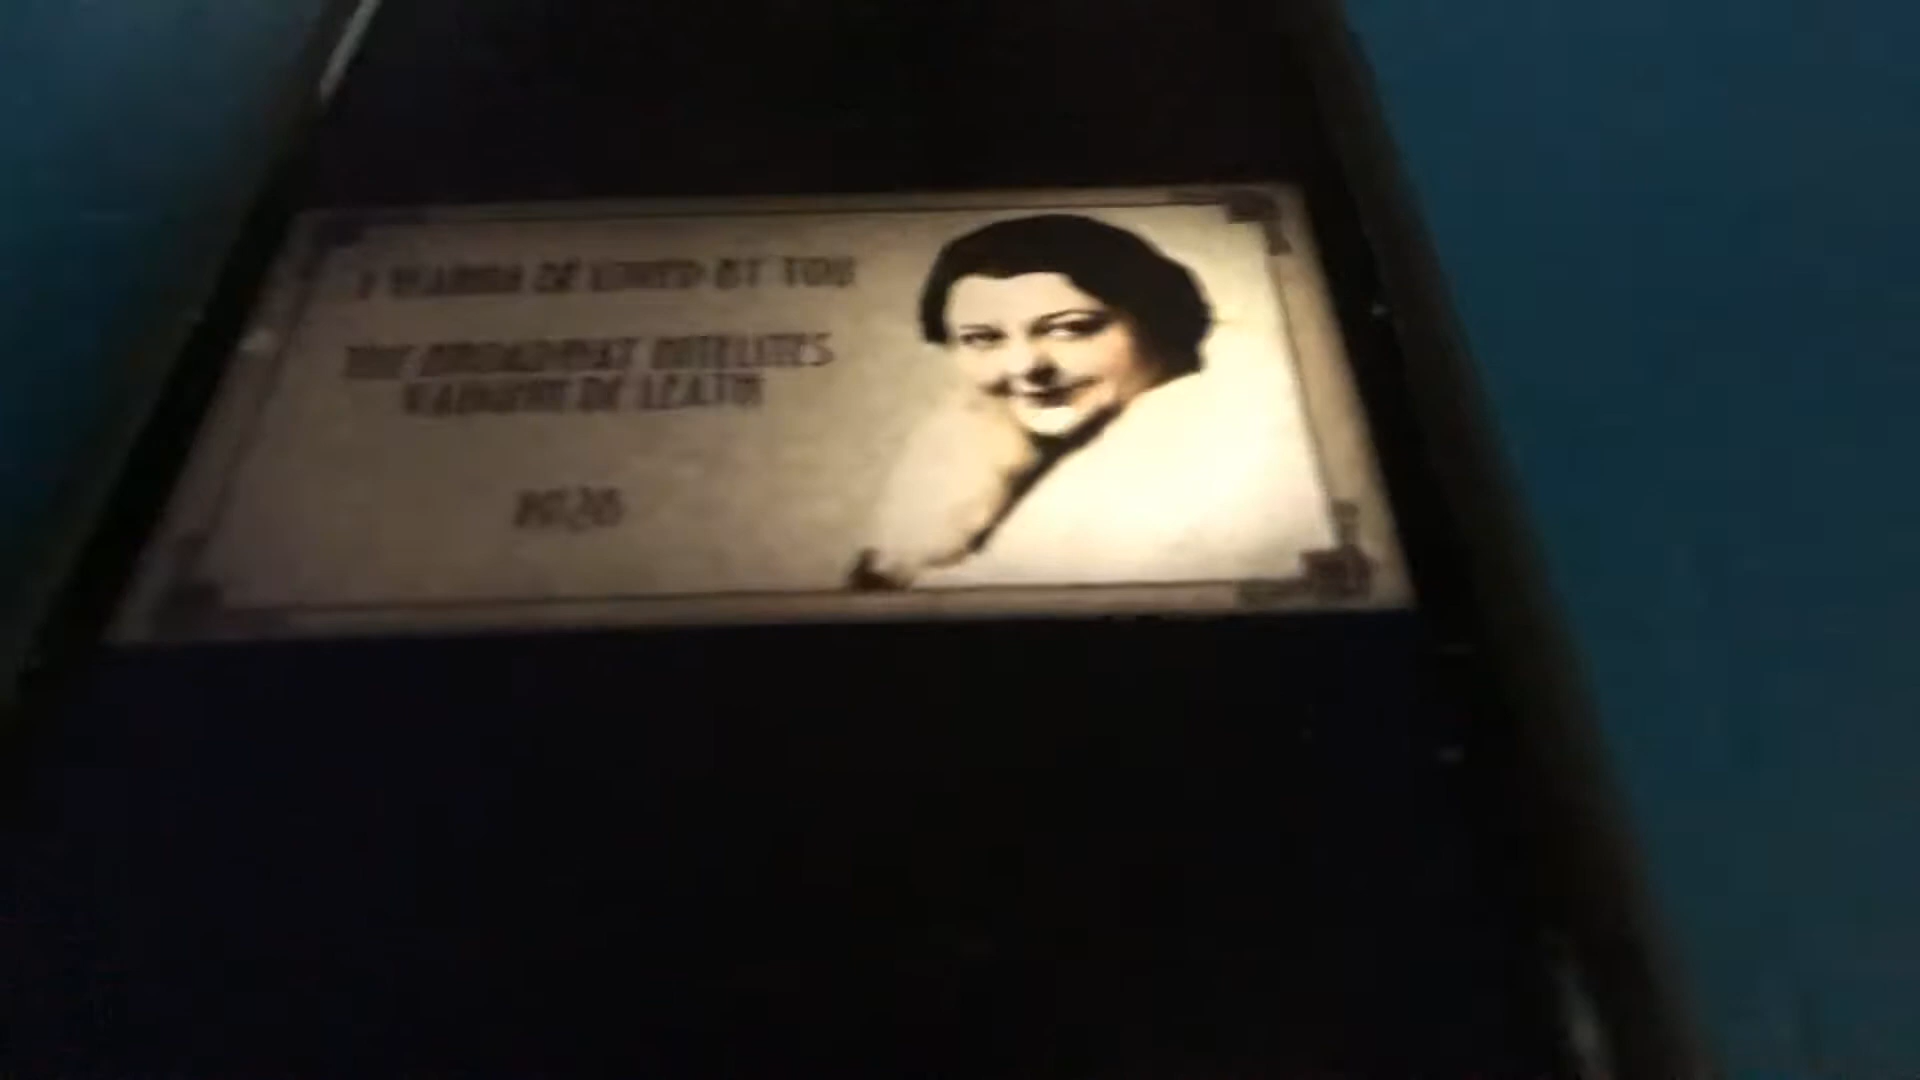 I WANNA BE LOVED BY YOU
THE BROADWAY NITELITES
VAUGHN DE LEATH
1928